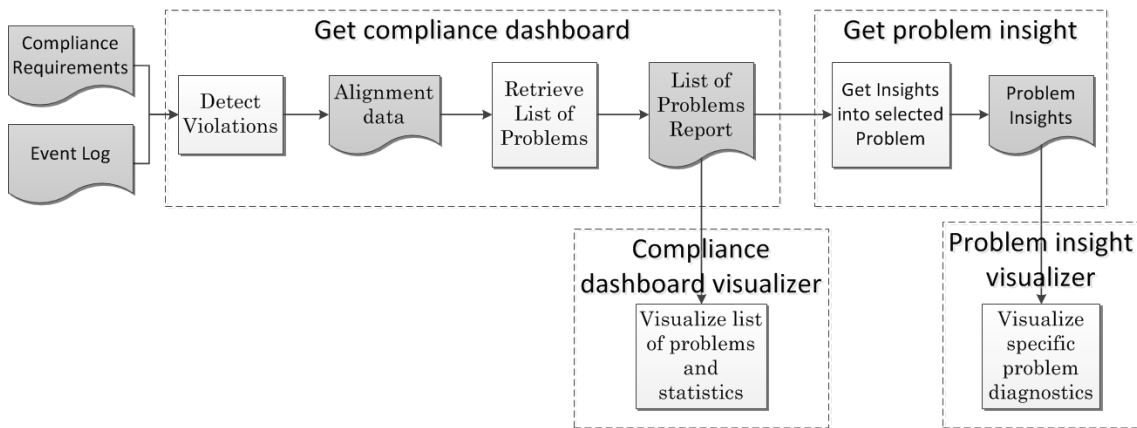 Get compliance dashboard
Get problem insight
Compliance
Requirements
Event Log
Detect
Violations
Alignment
data
Retrieve
List of
Problems
List of
Problems
Report
Get Insights
into selected
Problem
Problem
Insights
Compliance
dashboard visualizer
Visualize list
of problems
and
statistics
Problem insight
visualizer
Visualize
specific
problem
diagnostics